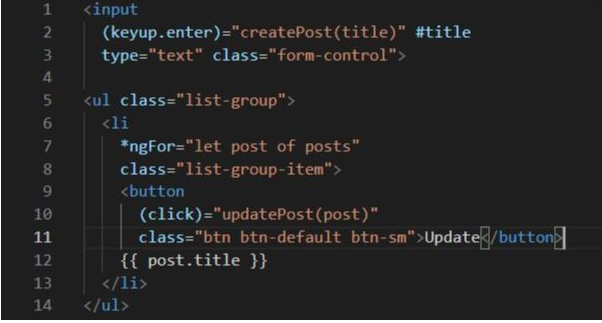 1 <input
2 (keyup.enter)="createPost(title)" #title
3 type="text" class="form-control">
4
5 <ul class="list-group">
6 <li
7 *ngFor="let post of posts"
8 class="list-group-item">
9 <button
10 (click)="updatePost(post)"
11 class="btn btn-default btn-sm">Update</button>
12 {{ post.title }}
13 </li>
14 </ul>